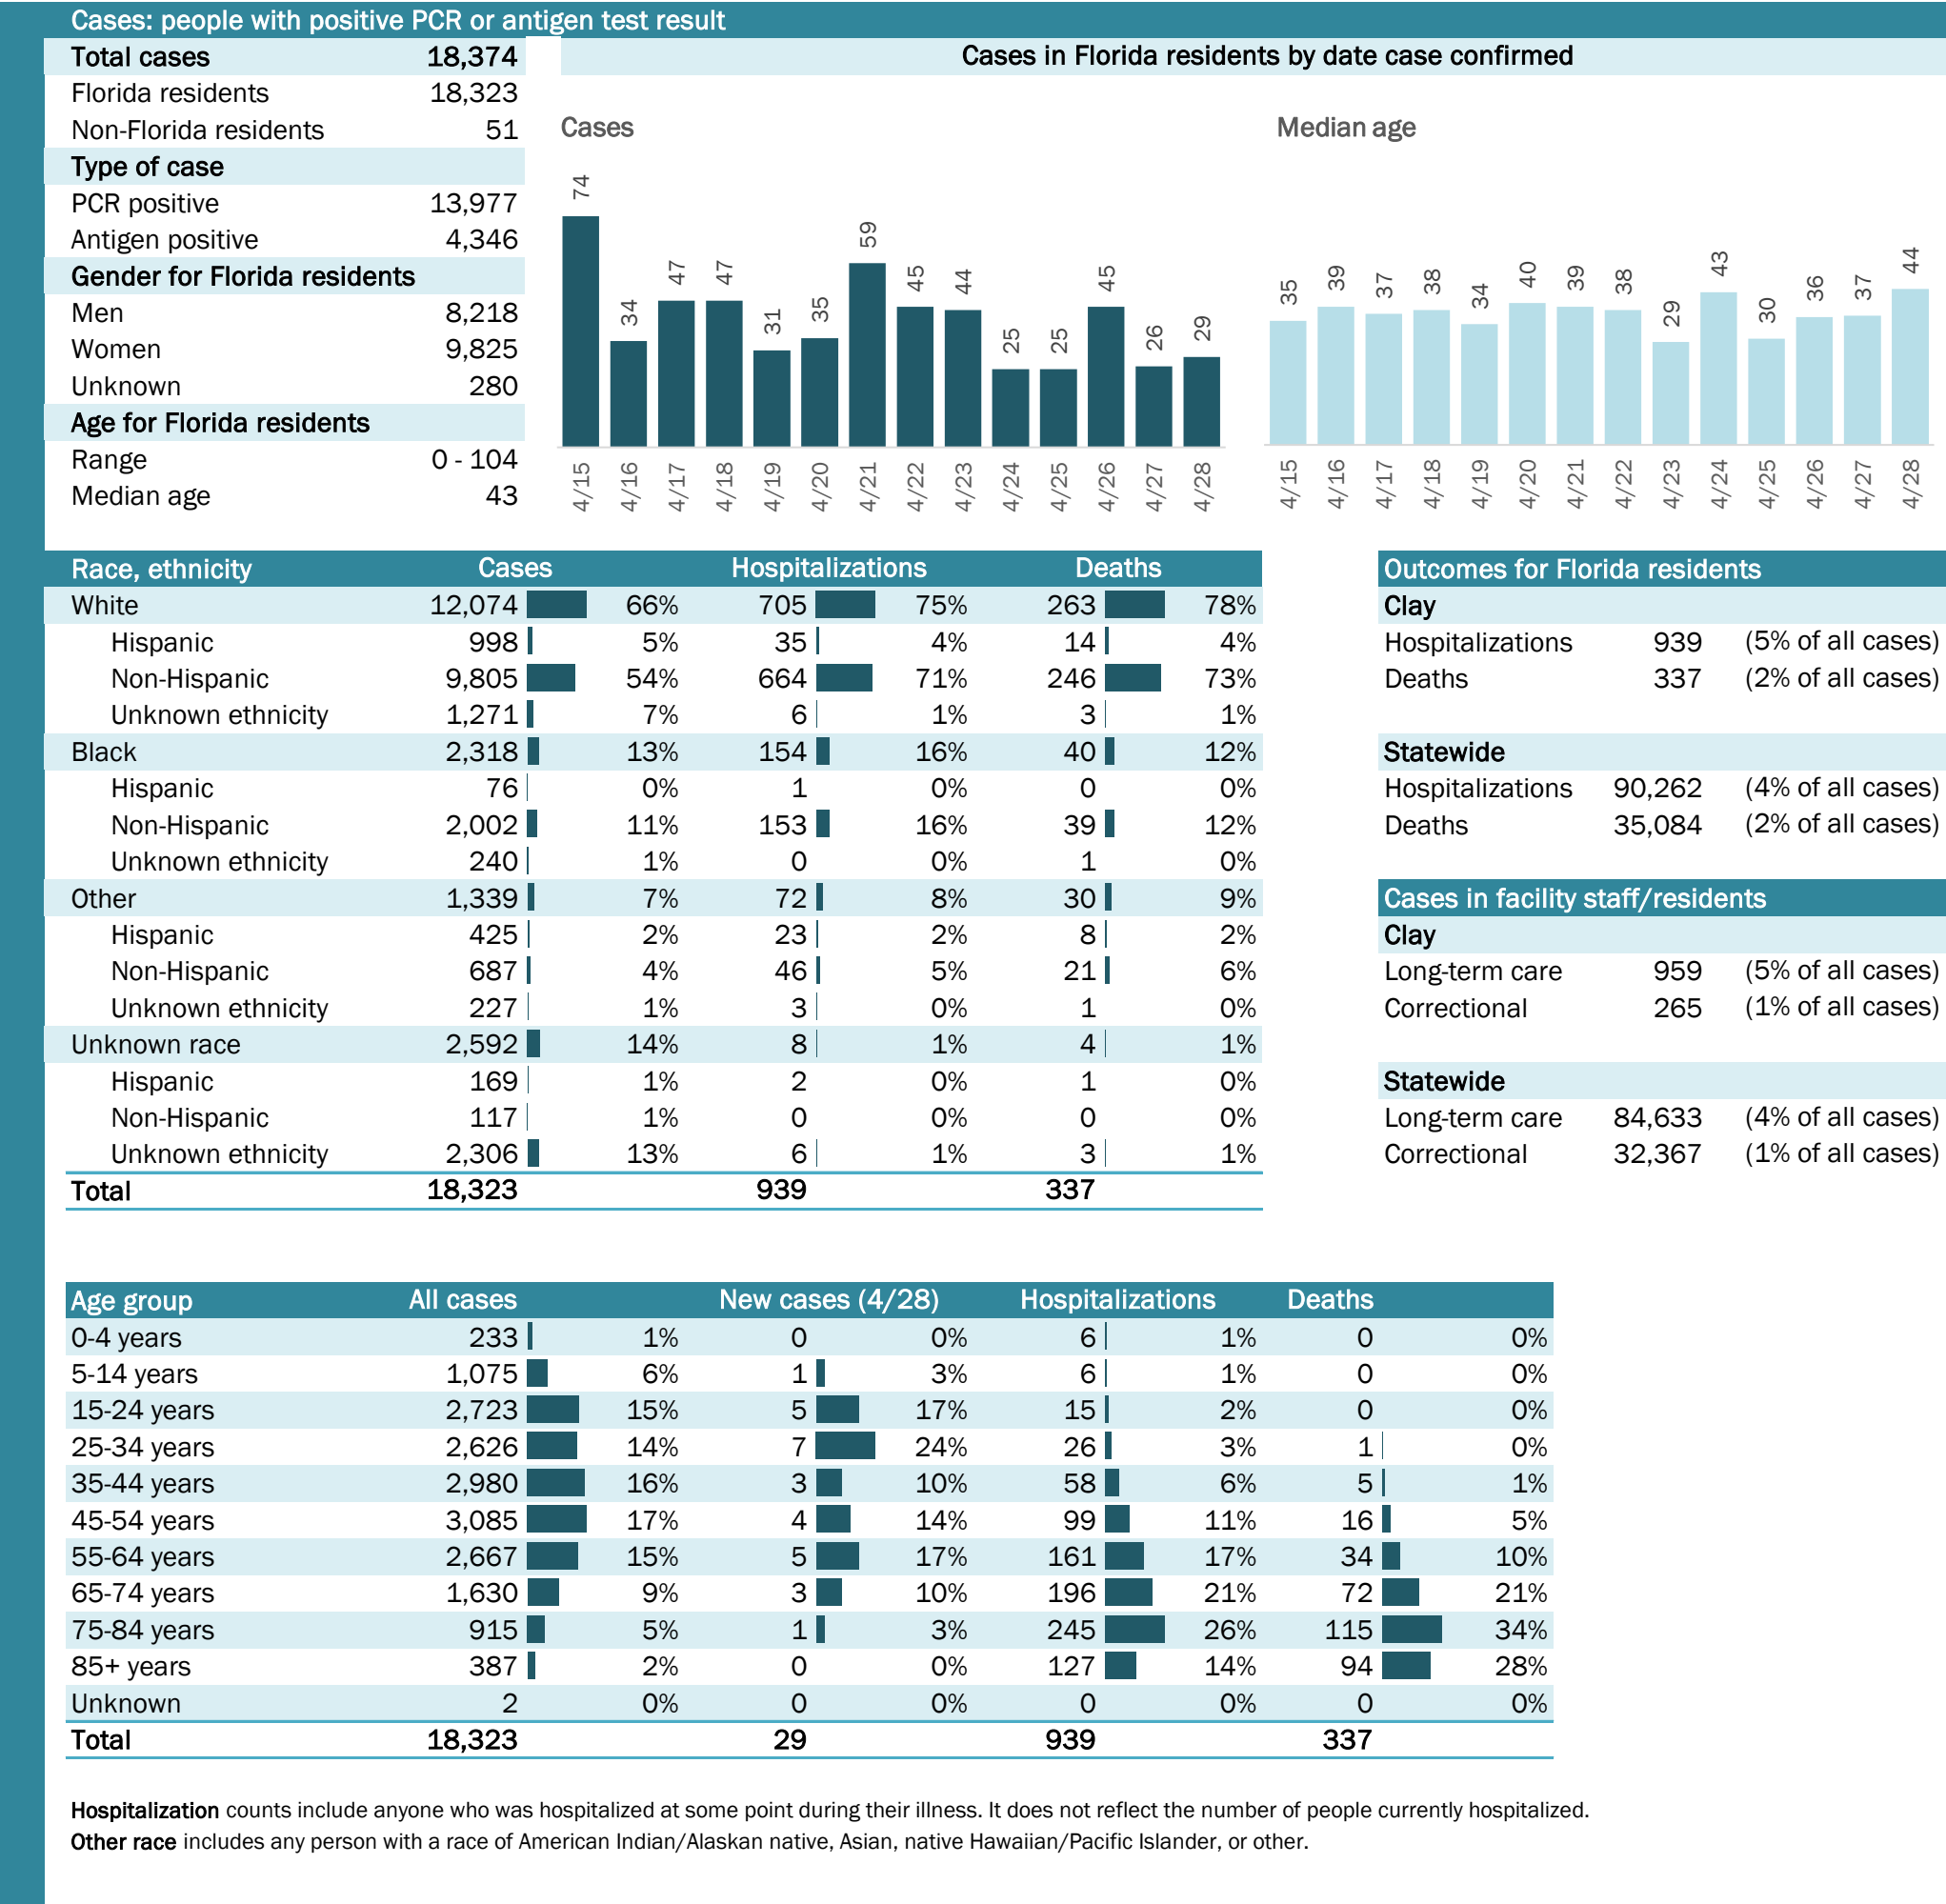 Cases: people with positive PCR or antigen test result
Total cases 18,374
Florida residents 18,323
Non-Florida residents 51
Type of case
PCR positive 13,977
Antigen positive 4,346
Gender for Florida residents
Men 8,218
Women 9,825
Unknown 280
Age for Florida residents
Range 0 - 104
Median age 43
Cases in Florida residents by date case confirmed
Cases
74 34 47 47 31 35 59 45 44 25 25 45 26 29
4/15 4/16 4/17 4/18 4/19 4/20 4/21 4/22 4/23 4/24 4/25 4/26 4/27 4/28
Median age
35 39 37 38 34 40 39 38 29 43 30 36 37 44
4/15 4/16 4/17 4/18 4/19 4/20 4/21 4/22 4/23 4/24 4/25 4/26 4/27 4/28
Race, ethnicity Cases Hospitalizations Deaths
White 12,074 66% 705 75% 263 78%
Hispanic 998 5% 35 4% 14 4%
Non-Hispanic 9,805 54% 664 71% 246 73%
Unknown ethnicity 1,271 7% 6 1% 3 1%
Black 2,318 13% 154 16% 40 12%
Hispanic 76 0% 1 0% 0 0%
Non-Hispanic 2,002 11% 153 16% 39 12%
Unknown ethnicity 240 1% 0 0% 1 0%
Other 1,339 7% 72 8% 30 9%
Hispanic 425 2% 23 2% 8 2%
Non-Hispanic 687 4% 46 5% 21 6%
Unknown ethnicity 227 1% 3 0% 1 0%
Unknown race 2,592 14% 8 1% 4 1%
Hispanic 169 1% 2 0% 1 0%
Non-Hispanic 117 1% 0 0% 0 0%
Unknown ethnicity 2,306 13% 6 1% 3 1%
Total 18,323 939 337
Outcomes for Florida residents
Clay
Hospitalizations 939 (5% of all cases)
Deaths 337 (2% of all cases)
Statewide
Hospitalizations 90,262 (4% of all cases)
Deaths 35,084 (2% of all cases)
Cases in facility staff/residents
Clay
Long-term care 959 (5% of all cases)
Correctional 265 (1% of all cases)
Statewide
Long-term care 84,633 (4% of all cases)
Correctional 32,367 (1% of all cases)
Age group All cases New cases (4/28) Hospitalizations Deaths
0-4 years 233 1% 0 0% 6 1% 0 0%
5-14 years 1,075 6% 1 3% 6 1% 0 0%
15-24 years 2,723 15% 5 17% 15 2% 0 0%
25-34 years 2,626 14% 7 24% 26 3% 1 0%
35-44 years 2,980 16% 3 10% 58 6% 5 1%
45-54 years 3,085 17% 4 14% 99 11% 16 5%
55-64 years 2,667 15% 5 17% 161 17% 34 10%
65-74 years 1,630 9% 3 10% 196 21% 72 21%
75-84 years 915 5% 1 3% 245 26% 115 34%
85+ years 387 2% 0 0% 127 14% 94 28%
Unknown 2 0% 0 0% 0 0% 0 0%
Total 18,323 29 939 337
Hospitalization counts include anyone who was hospitalized at some point during their illness. It does not reflect the number of people currently hospitalized.
Other race includes any person with a race of American Indian/Alaskan native, Asian, native Hawaiian/Pacific Islander, or other.